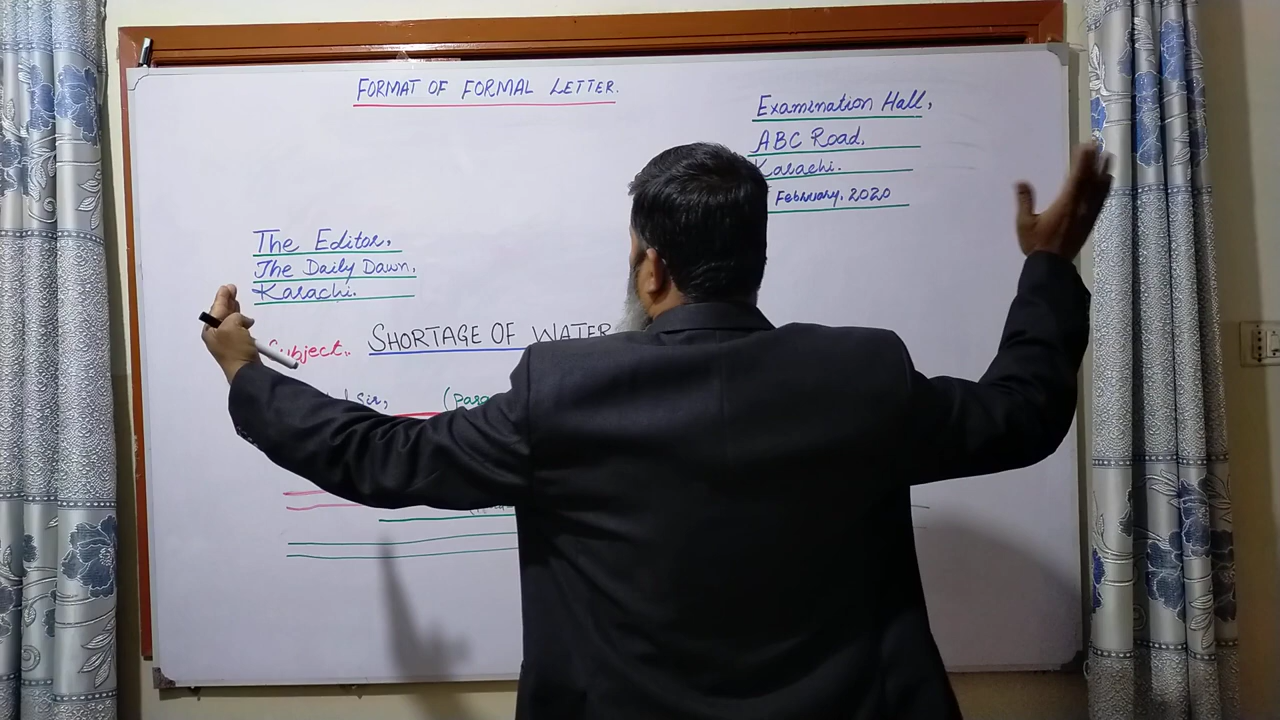 FORMAT OF FORMAL LETTER.
Examination Hall,
ABC Road,
Karachi.
February, 2020
The Editor,
The Daily Dawn,
Karachi.
Subject:. SHORTAGE OF WATER
Sir,